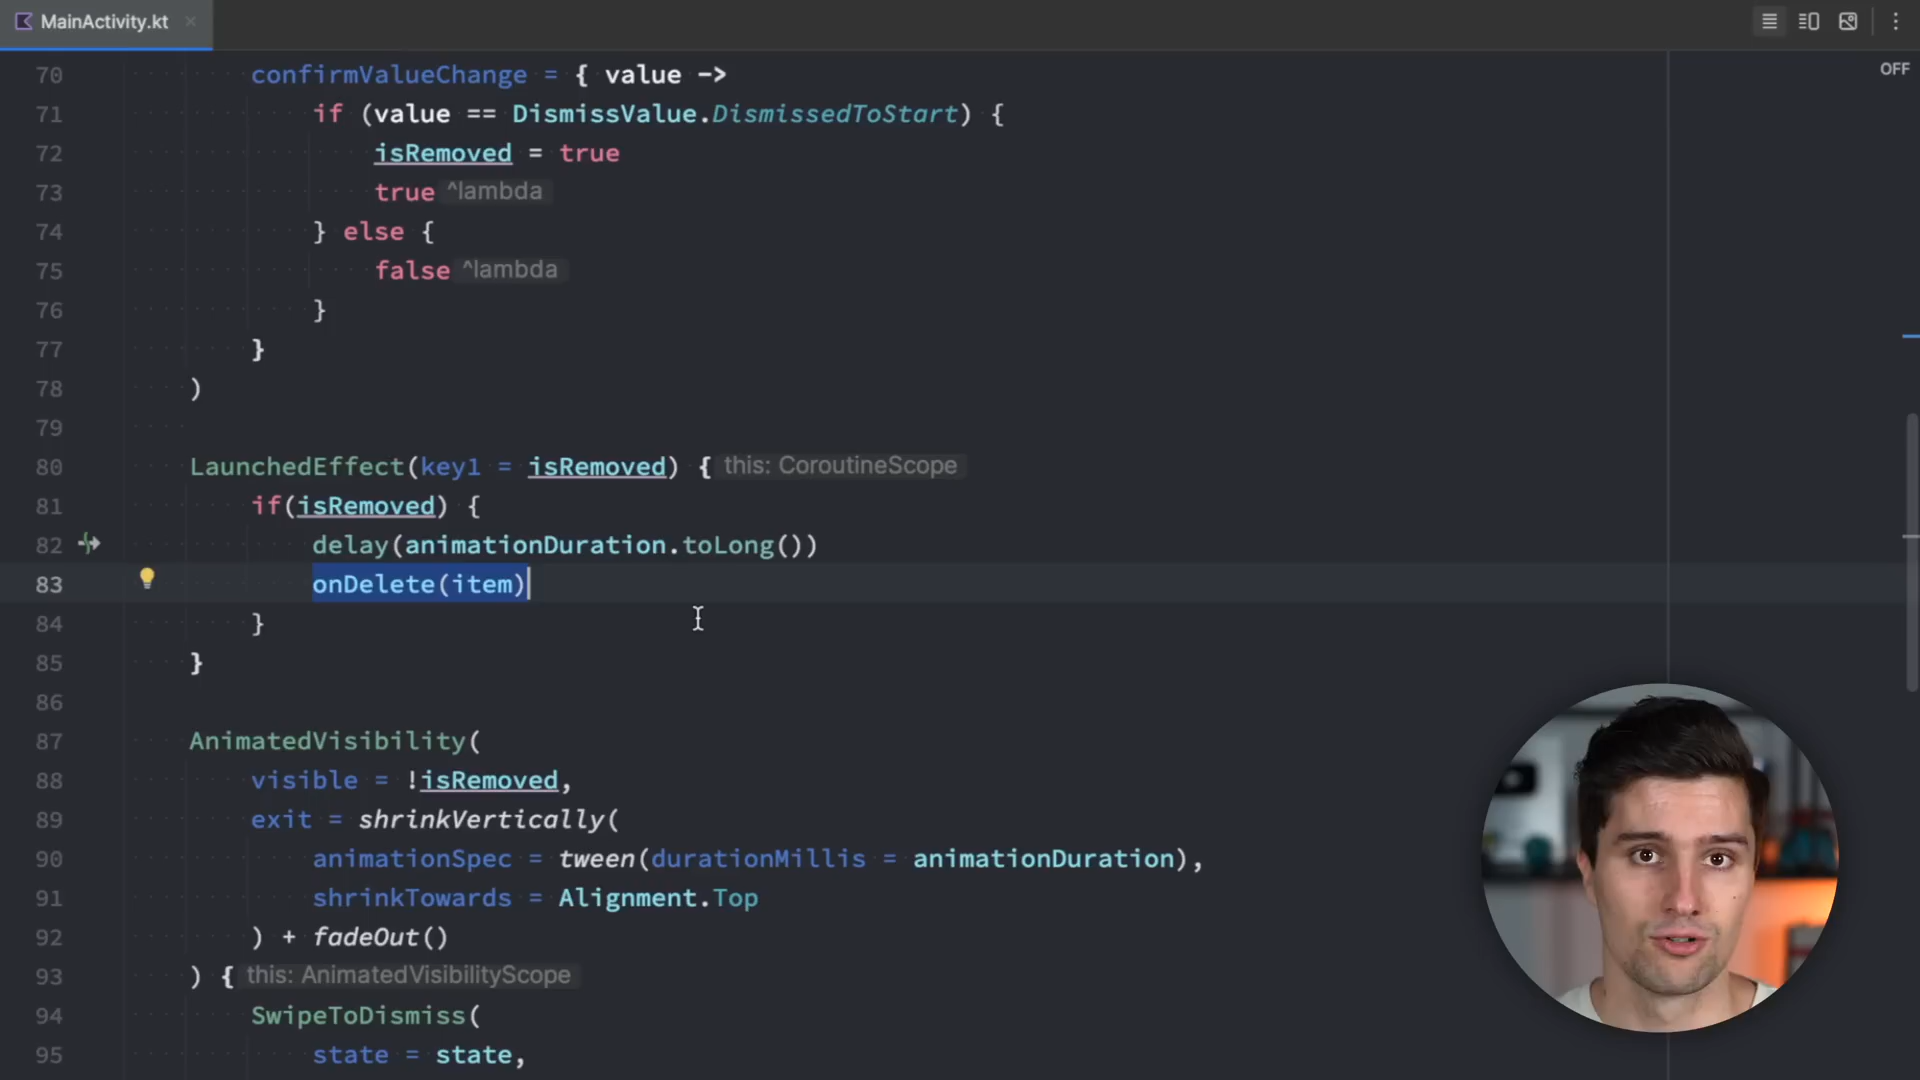 MainActivity.kt
OFF
70 confirmValueChange = { value ->
71 if (value == DismissValue.DismissedToStart) {
72 isRemoved = true
73 true ^lambda
74 } else {
75 false ^lambda
76 }
77 }
78 )
79
80 LaunchedEffect(key1 = isRemoved) { this: CoroutineScope
81 if(isRemoved) {
82 delay(animationDuration.toLong())
83 onDelete(item)
84 }
85 }
86
87 AnimatedVisibility(
88 visible = !isRemoved,
89 exit = shrinkVertically(
90 animationSpec = tween(durationMillis = animationDuration),
91 shrinkTowards = Alignment.Top
92 ) + fadeOut()
93 ) { this: AnimatedVisibilityScope
94 SwipeToDismiss(
95 state = state,